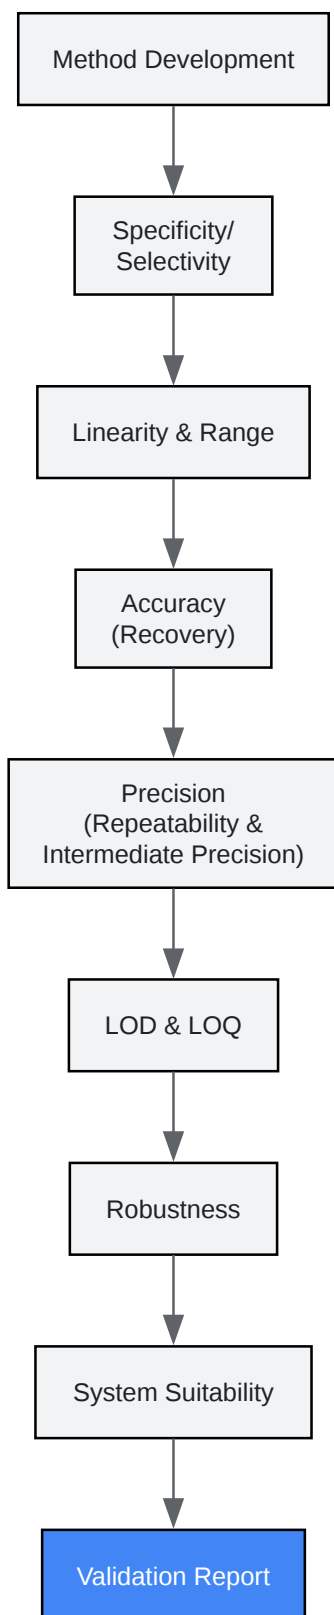 Method Development
Specificity/
Selectivity
Linearity & Range
Accuracy
(Recovery)
Precision
(Repeatability &
Intermediate Precision)
LOD & LOQ
Robustness
System Suitability
Validation Report